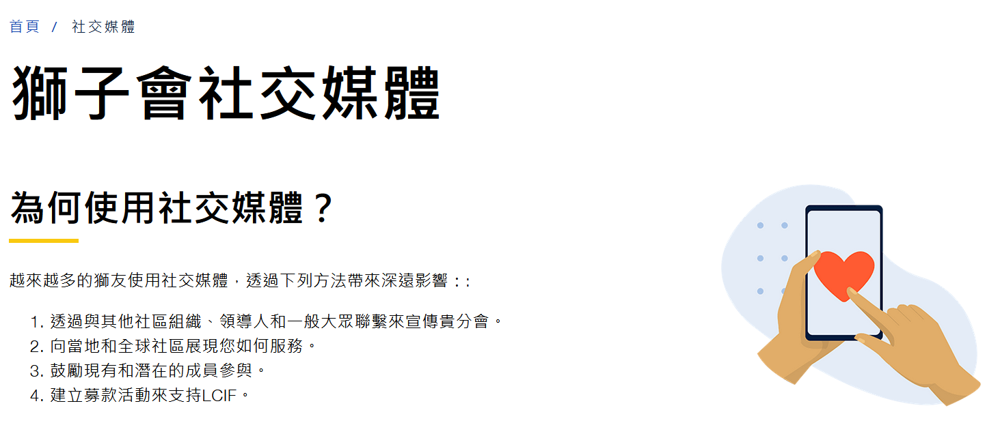 首頁 / 社交媒體
獅子會社交媒體
為何使用社交媒體？
越來越多的獅友使用社交媒體，透過下列方法帶來深遠影響：:
1. 透過與其他社區組織、領導人和一般大眾聯繫來宣傳貴分會。
2. 向當地和全球社區展現您如何服務。
3. 鼓勵現有和潛在的成員參與。
4. 建立募款活動來支持LCIF。